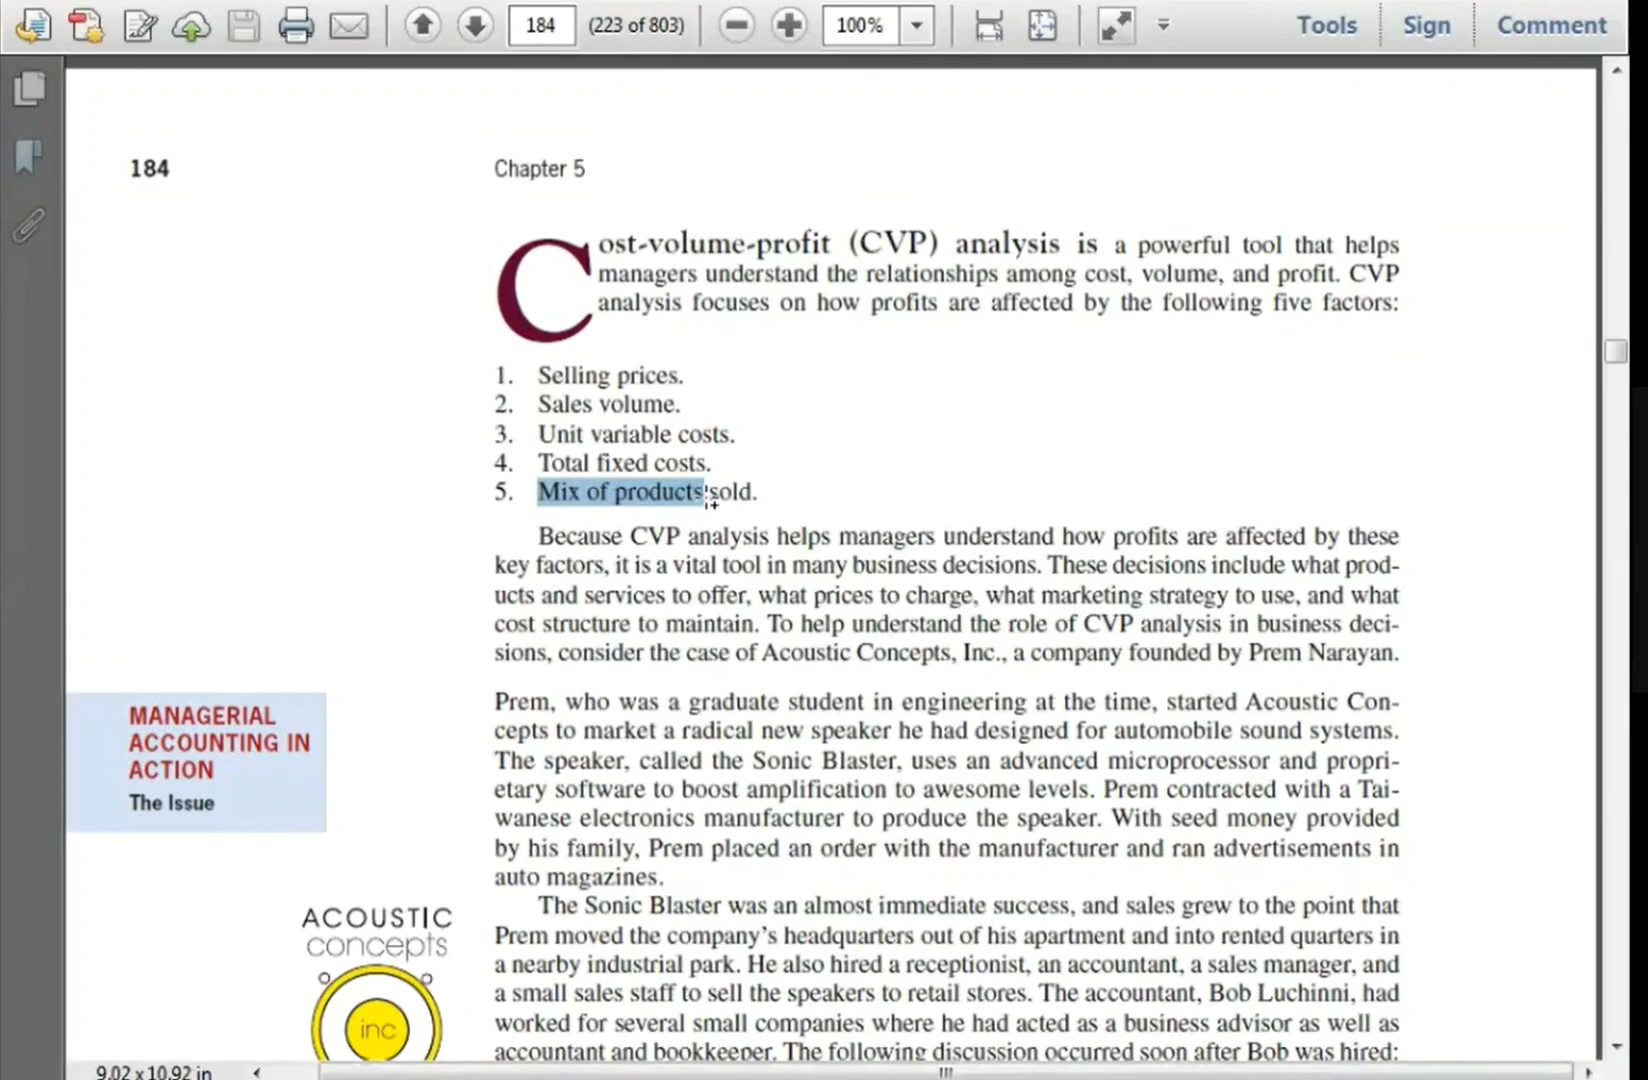 184
(223 of 803)
100%
Tools
Sign
Comment
184
Chapter 5
Cost-volume-profit (CVP) analysis is a powerful tool that helps
managers understand the relationships among cost, volume, and profit. CVP
analysis focuses on how profits are affected by the following five factors:
1. Selling prices.
2. Sales volume.
3. Unit variable costs.
4. Total fixed costs.
5. Mix of products sold.
Because CVP analysis helps managers understand how profits are affected by these
key factors, it is a vital tool in many business decisions. These decisions include what prod-
ucts and services to offer, what prices to charge, what marketing strategy to use, and what
cost structure to maintain. To help understand the role of CVP analysis in business deci-
sions, consider the case of Acoustic Concepts, Inc., a company founded by Prem Narayan.
MANAGERIAL
ACCOUNTING IN
ACTION
The Issue
Prem, who was a graduate student in engineering at the time, started Acoustic Con-
cepts to market a radical new speaker he had designed for automobile sound systems.
The speaker, called the Sonic Blaster, uses an advanced microprocessor and propri-
etary software to boost amplification to awesome levels. Prem contracted with a Tai-
wanese electronics manufacturer to produce the speaker. With seed money provided
by his family, Prem placed an order with the manufacturer and ran advertisements in
auto magazines.
ACOUSTIC
concepts
inc
The Sonic Blaster was an almost immediate success, and sales grew to the point that
Prem moved the company's headquarters out of his apartment and into rented quarters in
a nearby industrial park. He also hired a receptionist, an accountant, a sales manager, and
a small sales staff to sell the speakers to retail stores. The accountant, Bob Luchinni, had
worked for several small companies where he had acted as a business advisor as well as
accountant and bookkeeper. The following discussion occurred soon after Bob was hired:
9.02 x 10.92 in